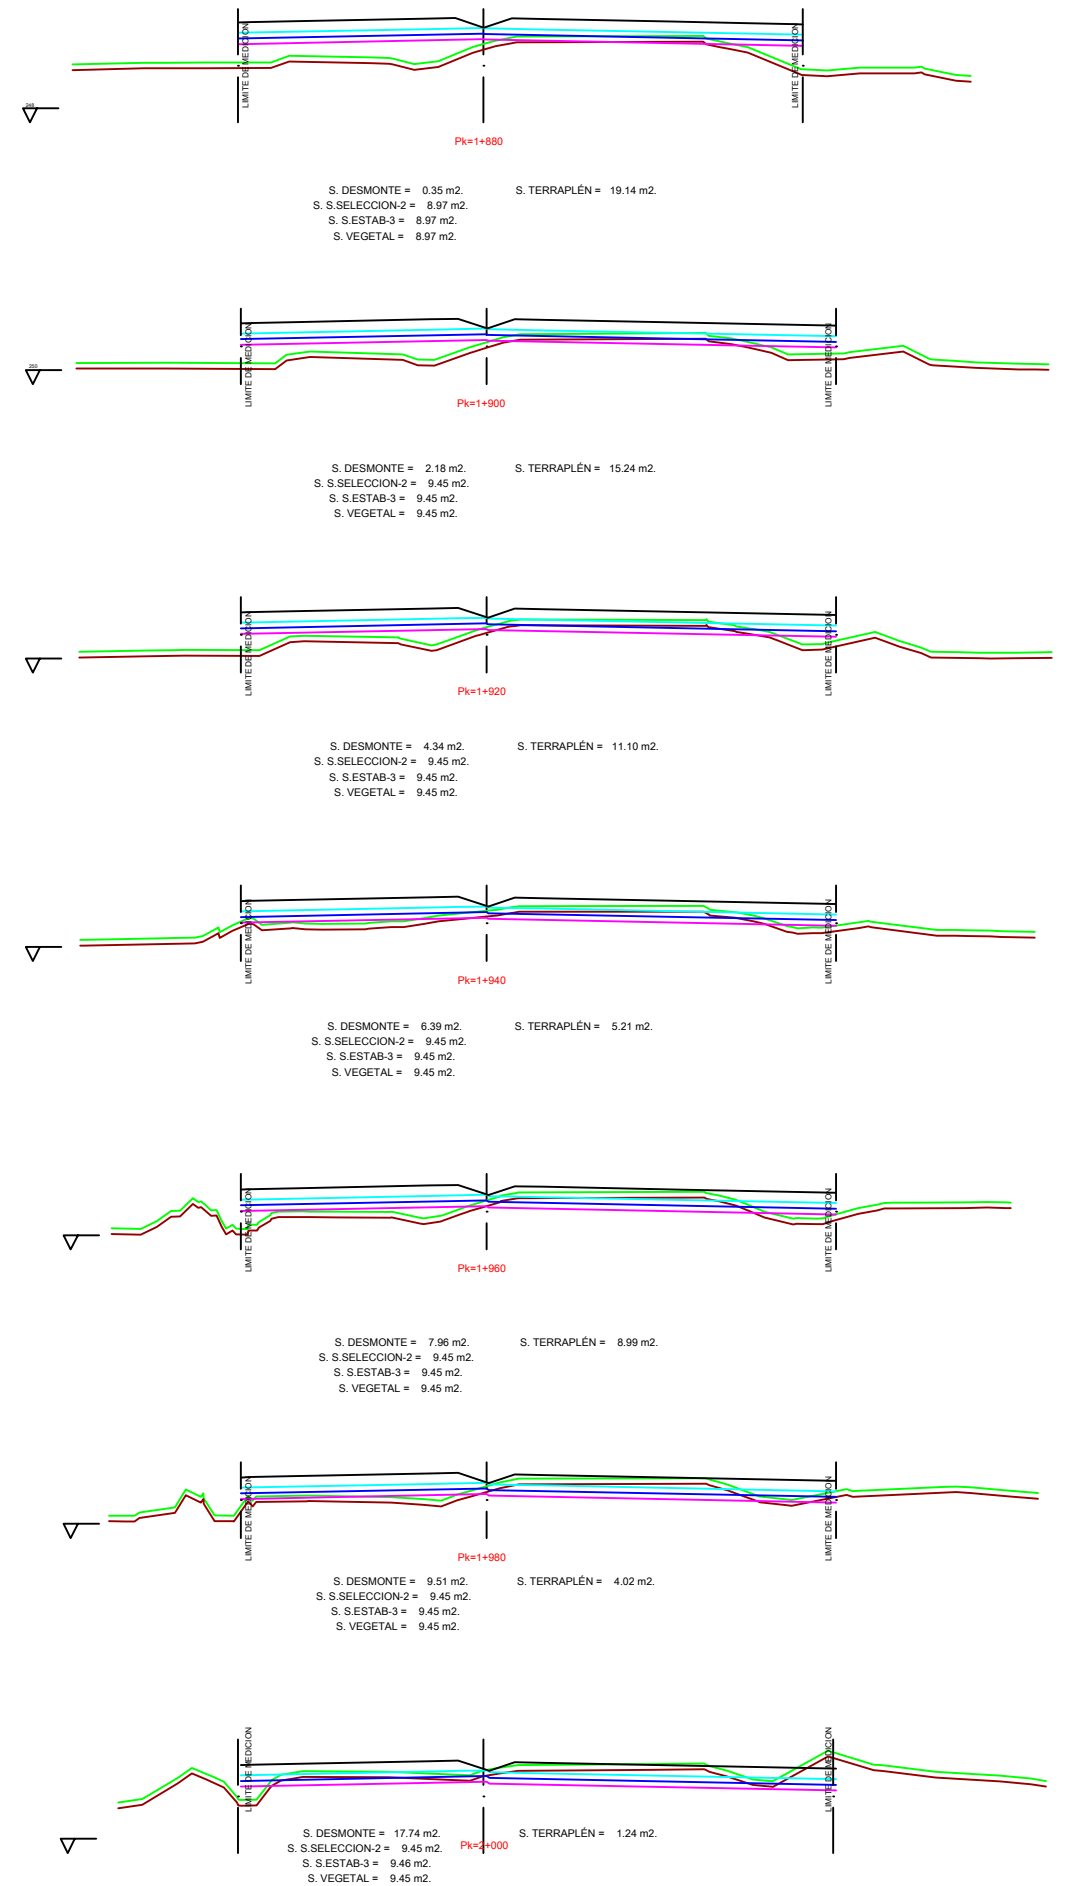 LIMITE DE MEDICION
LIMITE DE MEDICION
248
Pk=1+880
S. DESMONTE = 0.35 m2. S. TERRAPLÉN = 19.14 m2.
S. S.SELECCION-2 = 8.97 m2.
S. S.ESTAB-3 = 8.97 m2.
S. VEGETAL = 8.97 m2.
LIMITE DE MEDICION
LIMITE DE MEDICION
250
Pk=1+900
S. DESMONTE = 2.18 m2. S. TERRAPLÉN = 15.24 m2.
S. S.SELECCION-2 = 9.45 m2.
S. S.ESTAB-3 = 9.45 m2.
S. VEGETAL = 9.45 m2.
LIMITE DE MEDICION
LIMITE DE MEDICION
Pk=1+920
S. DESMONTE = 4.34 m2. S. TERRAPLÉN = 11.10 m2.
S. S.SELECCION-2 = 9.45 m2.
S. S.ESTAB-3 = 9.45 m2.
S. VEGETAL = 9.45 m2.
LIMITE DE MEDICION
LIMITE DE MEDICION
Pk=1+940
S. DESMONTE = 6.39 m2. S. TERRAPLÉN = 5.21 m2.
S. S.SELECCION-2 = 9.45 m2.
S. S.ESTAB-3 = 9.45 m2.
S. VEGETAL = 9.45 m2.
LIMITE DE MEDICION
LIMITE DE MEDICION
Pk=1+960
S. DESMONTE = 7.96 m2. S. TERRAPLÉN = 8.99 m2.
S. S.SELECCION-2 = 9.45 m2.
S. S.ESTAB-3 = 9.45 m2.
S. VEGETAL = 9.45 m2.
LIMITE DE MEDICION
LIMITE DE MEDICION
Pk=1+980
S. DESMONTE = 9.51 m2. S. TERRAPLÉN = 4.02 m2.
S. S.SELECCION-2 = 9.45 m2.
S. S.ESTAB-3 = 9.45 m2.
S. VEGETAL = 9.45 m2.
LIMITE DE MEDICION
LIMITE DE MEDICION
S. DESMONTE = 17.74 m2. S. TERRAPLÉN = 1.24 m2.
Pk=2+000
S. S.SELECCION-2 = 9.45 m2.
S. S.ESTAB-3 = 9.46 m2.
S. VEGETAL = 9.45 m2.